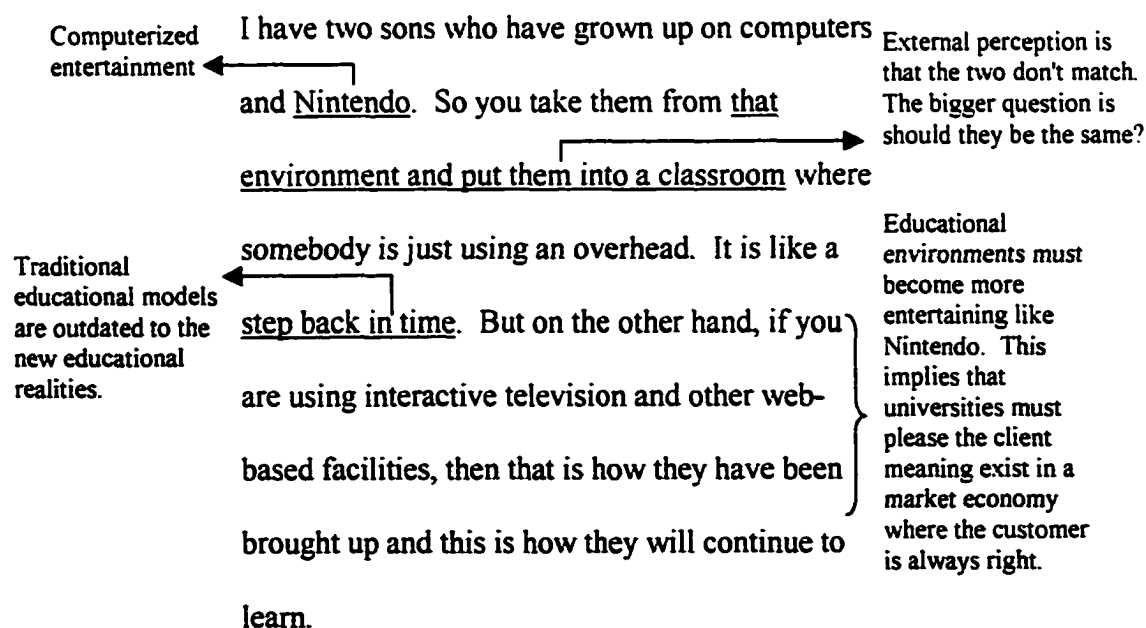 Computerized
entertainment
I have two sons who have grown up on computers
and Nintendo. So you take them from that
environment and put them into a classroom where
somebody is just using an overhead. It is like a
step back in time. But on the other hand, if you
are using interactive television and other web-
based facilities, then that is how they have been
brought up and this is how they will continue to
learn.
Traditional
educational models
are outdated to the
new educational
realities.
External perception is
that the two don't match.
The bigger question is
should they be the same?
Educational
environments must
become more
entertaining like
Nintendo. This
implies that
universities must
please the client
meaning exist in a
market economy
where the customer
is always right.